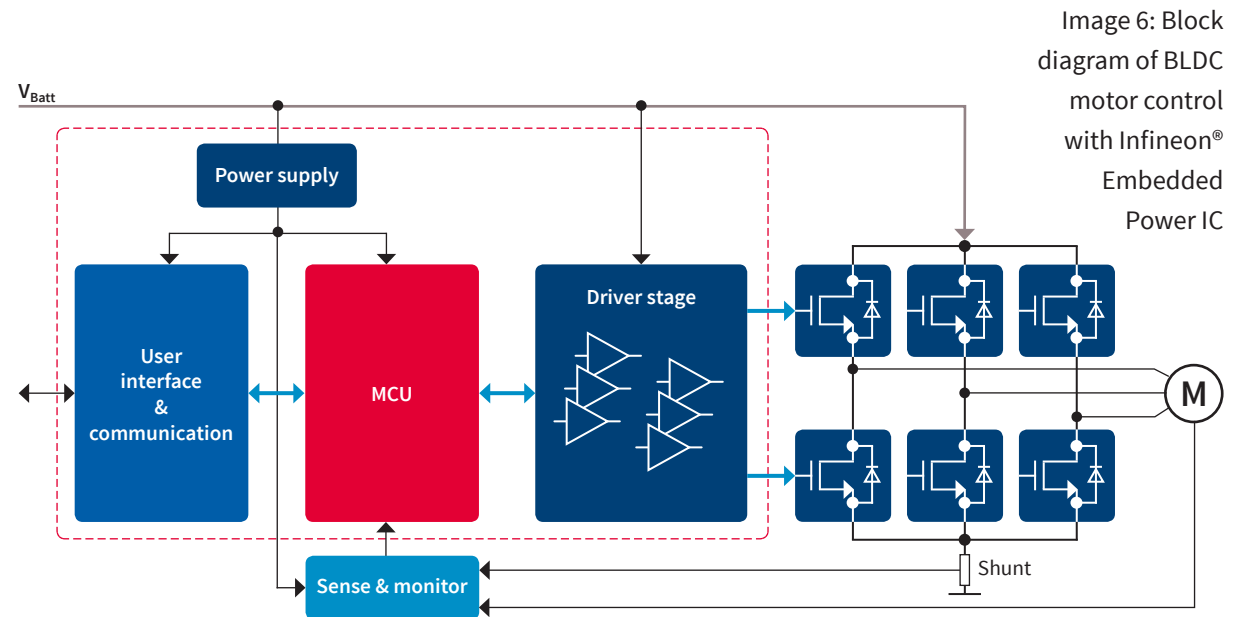 Image 6: Block
diagram of BLDC
motor control
with Infineon®
Embedded
Power IC
V_Batt
Power supply
User
interface
&
communication
MCU
Driver stage
M
Sense & monitor
Shunt